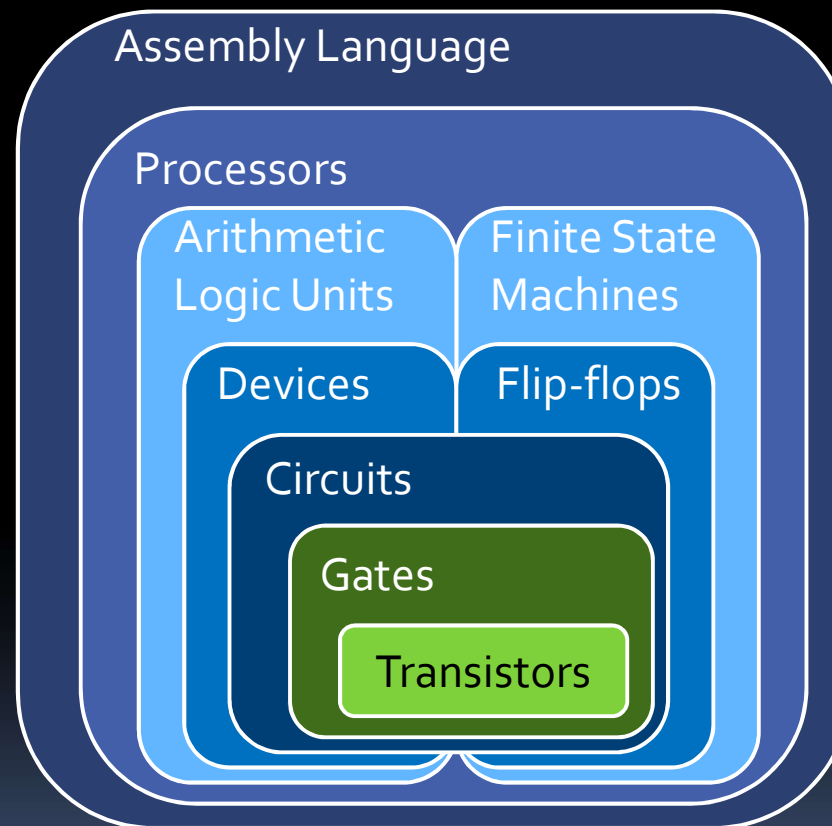 Assembly Language
Processors
Arithmetic
Logic Units
Finite State
Machines
Devices
Flip-flops
Circuits
Gates
Transistors